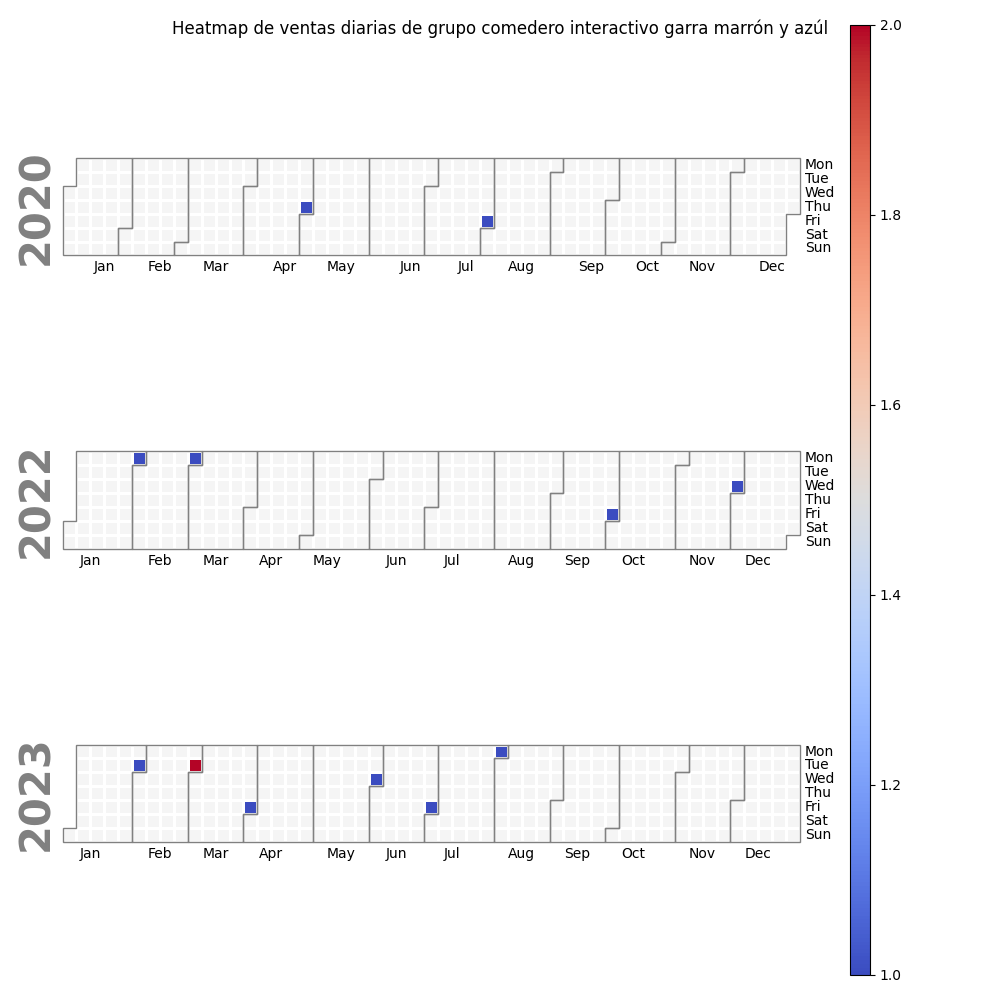 Heatmap de ventas diarias de grupo comedero interactivo garra marrón y azúl
2020
Mon
Tue
Wed
Thu
Fri
Sat
Sun
Jan Feb Mar Apr May Jun Jul Aug Sep Oct Nov Dec
2022
Mon
Tue
Wed
Thu
Fri
Sat
Sun
Jan Feb Mar Apr May Jun Jul Aug Sep Oct Nov Dec
2023
Mon
Tue
Wed
Thu
Fri
Sat
Sun
Jan Feb Mar Apr May Jun Jul Aug Sep Oct Nov Dec
2.0
1.8
1.6
1.4
1.2
1.0